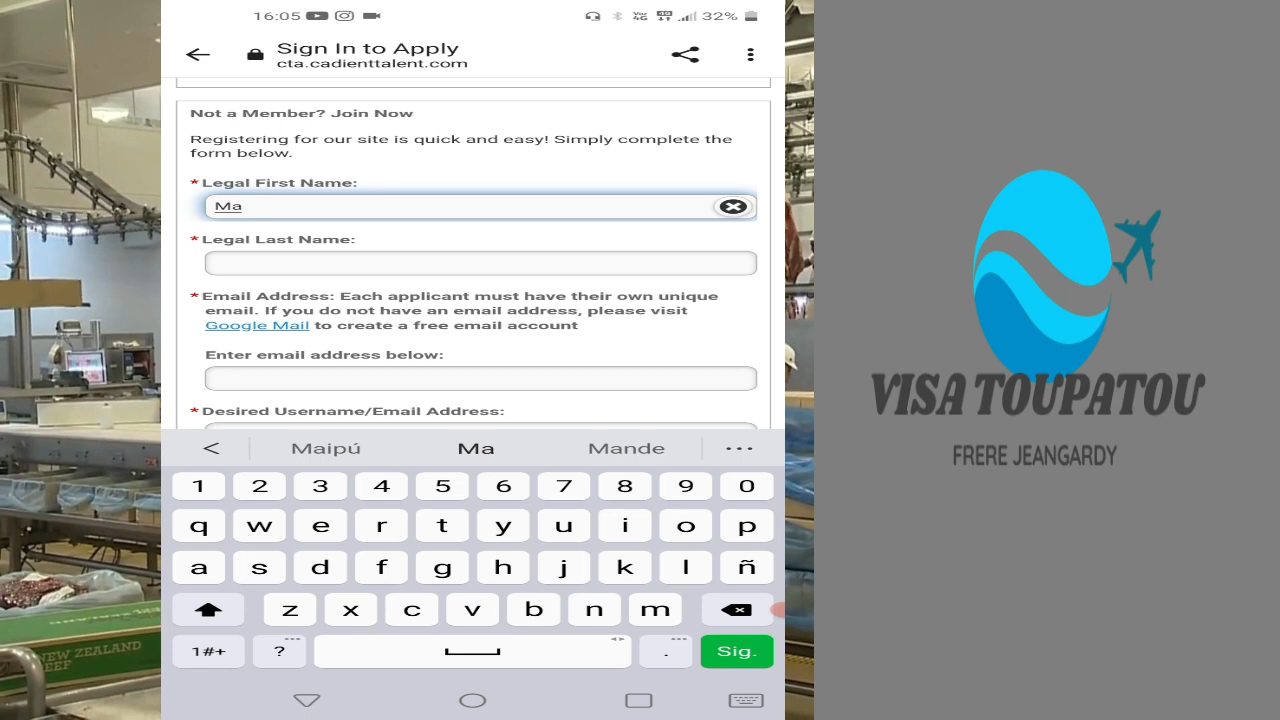 16:05
Vo
4G
4G
32%
Sign In to Apply
cta.cadienttalent.com
Not a Member? Join Now
Registering for our site is quick and easy! Simply complete the
form below.
* Legal First Name:
Ma
* Legal Last Name:
* Email Address: Each applicant must have their own unique
email. If you do not have an email address, please visit
Google Mail to create a free email account
Enter email address below:
* Desired Username/Email Address:
< Maipú Ma Mande ...
1 2 3 4 5 6 7 8 9 0
q w e r t y u i o p
a s d f g h j k l ñ
z x c v b n m
1#+ ? . Sig.
VISA TOUPATOU
FRERE JEANGARDY
NEW ZEALAND
BEEF